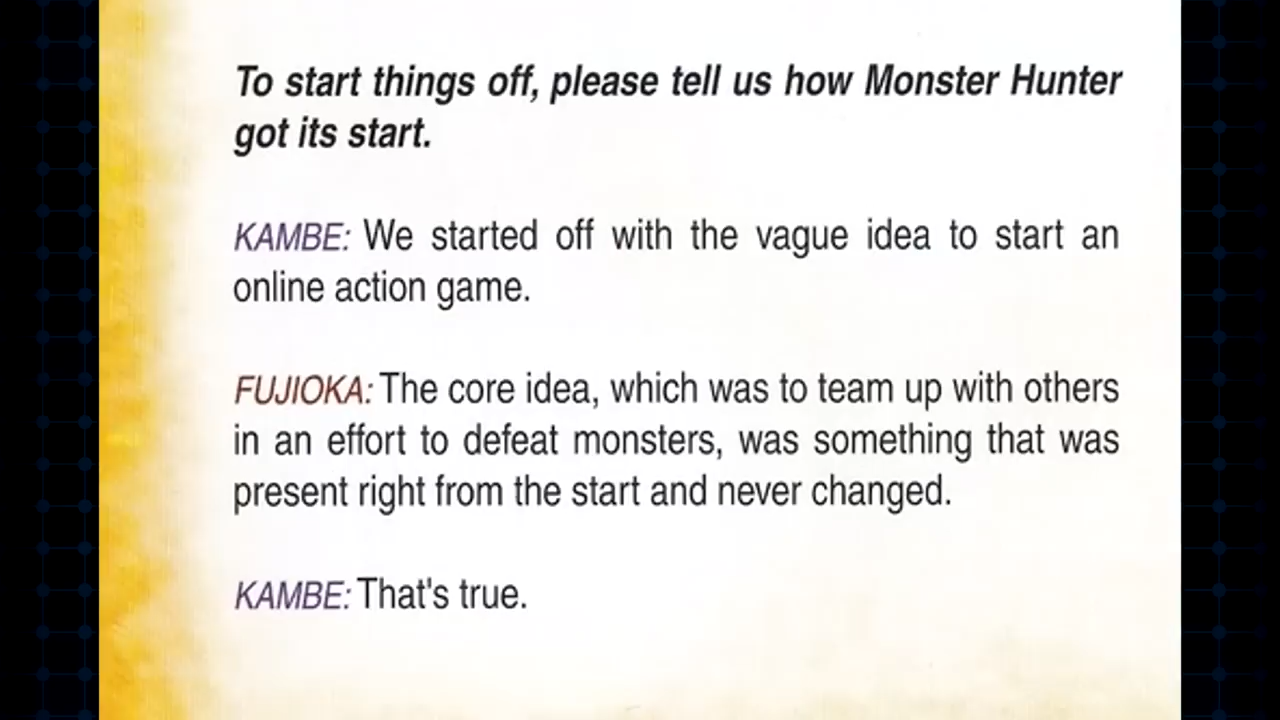 To start things off, please tell us how Monster Hunter
got its start.
KAMBE: We started off with the vague idea to start an
online action game.
FUJIOKA: The core idea, which was to team up with others
in an effort to defeat monsters, was something that was
present right from the start and never changed.
KAMBE: That's true.